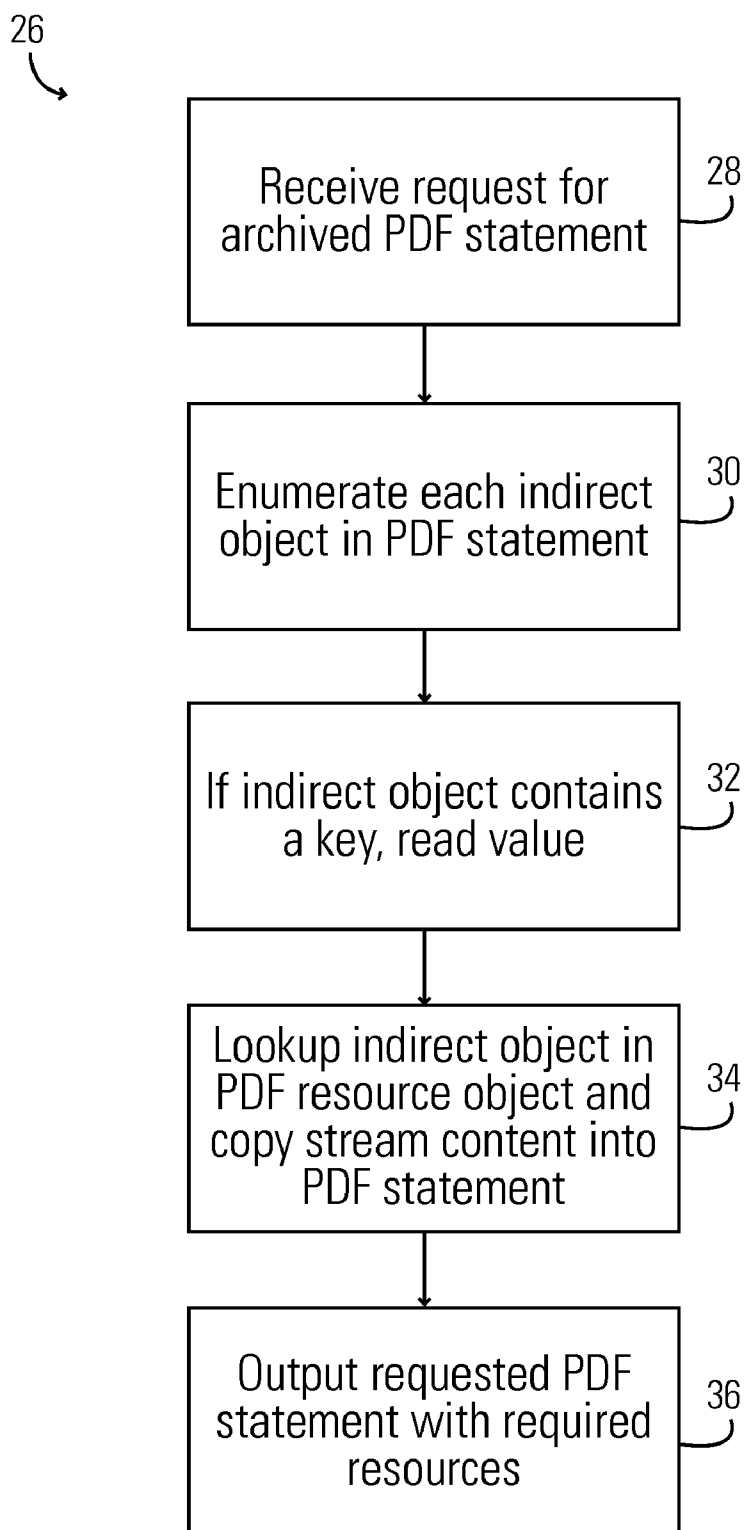 26
Receive request for
archived PDF statement
28
Enumerate each indirect
object in PDF statement
30
If indirect object contains
a key, read value
32
Lookup indirect object in
PDF resource object and
copy stream content into
PDF statement
34
Output requested PDF
statement with required
resources
36